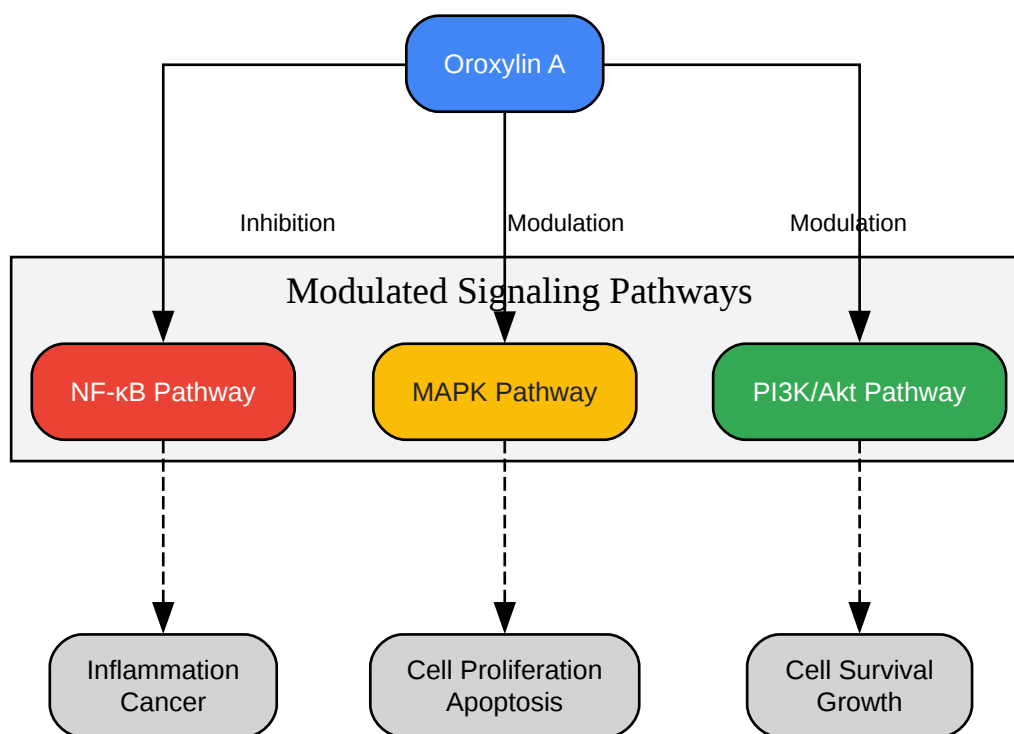 Oroxylin A
Inhibition
Modulation
Modulation
Modulated Signaling Pathways
NF-κB Pathway
MAPK Pathway
PI3K/Akt Pathway
Inflammation
Cancer
Cell Proliferation
Apoptosis
Cell Survival
Growth